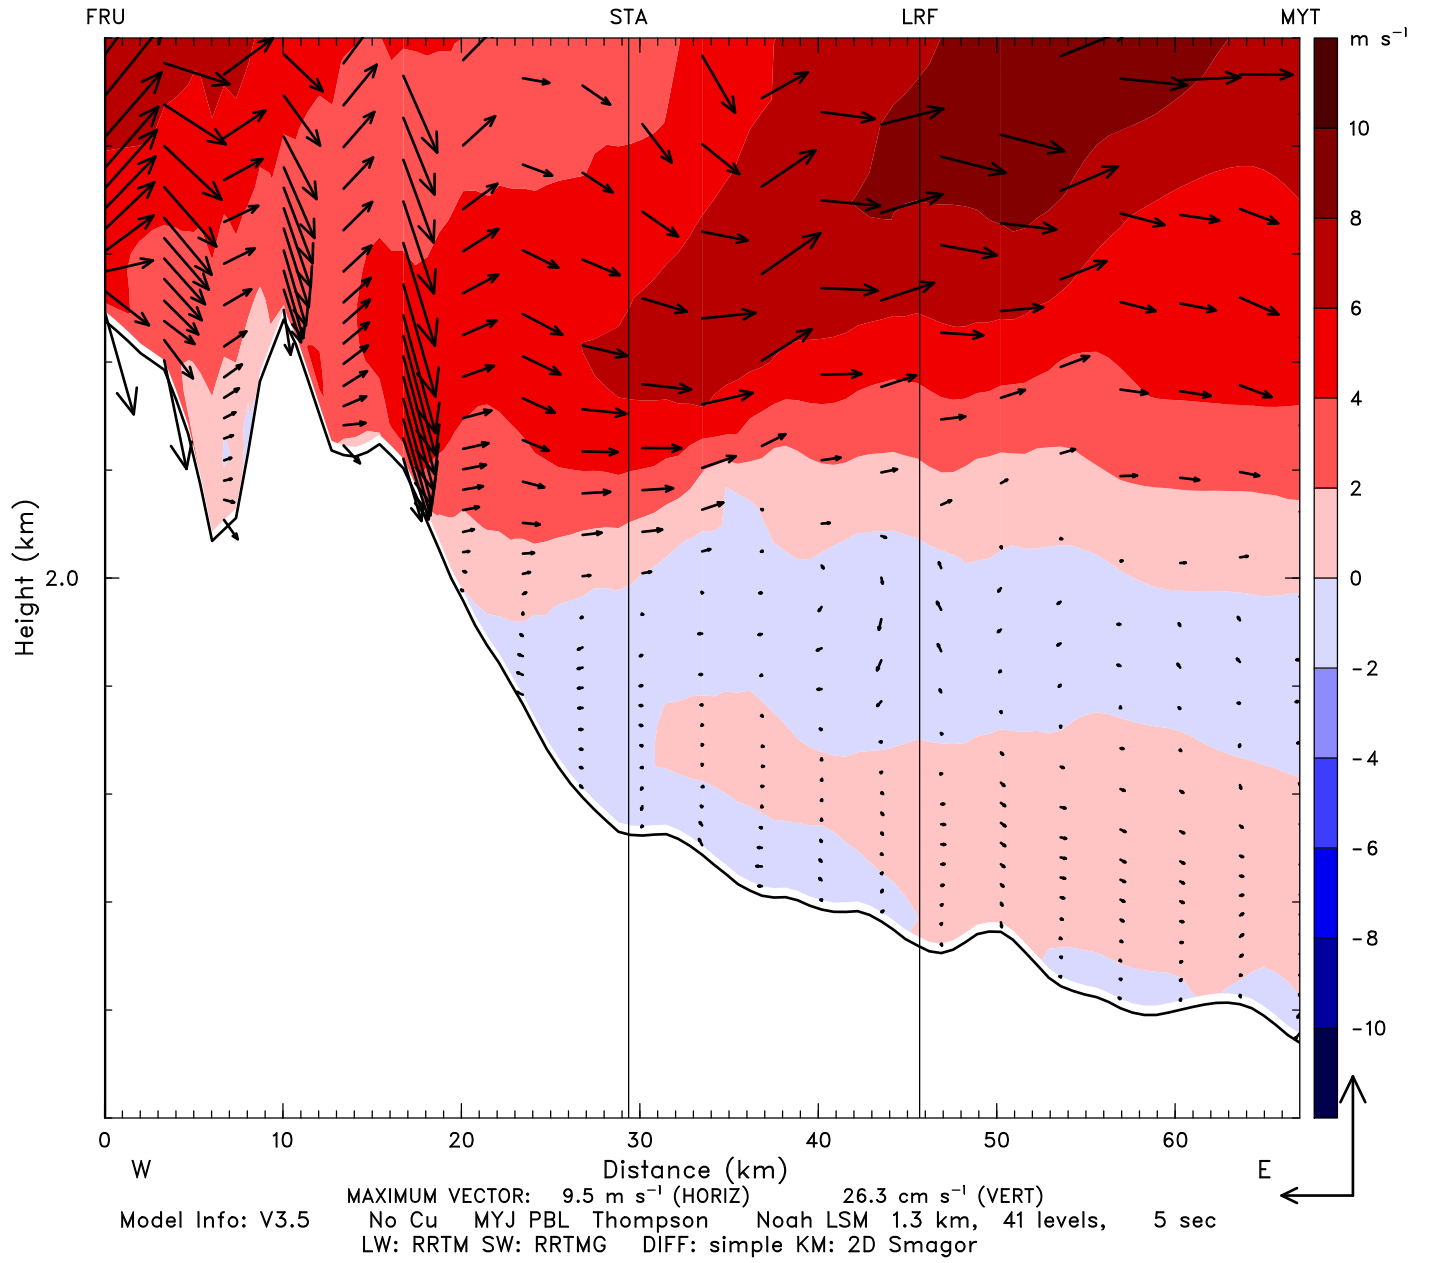 FRU STA LRF MYT
m s⁻¹
10
8
6
4
2
0
-2
-4
-6
-8
-10
Height (km)
2.0
0 10 20 30 40 50 60
W Distance (km) E
MAXIMUM VECTOR: 9.5 m s⁻¹ (HORIZ) 26.3 cm s⁻¹ (VERT)
Model Info: V3.5 No Cu MYJ PBL Thompson Noah LSM 1.3 km, 41 levels, 5 sec
LW: RRTM SW: RRTMG DIFF: simple KM: 2D Smagor